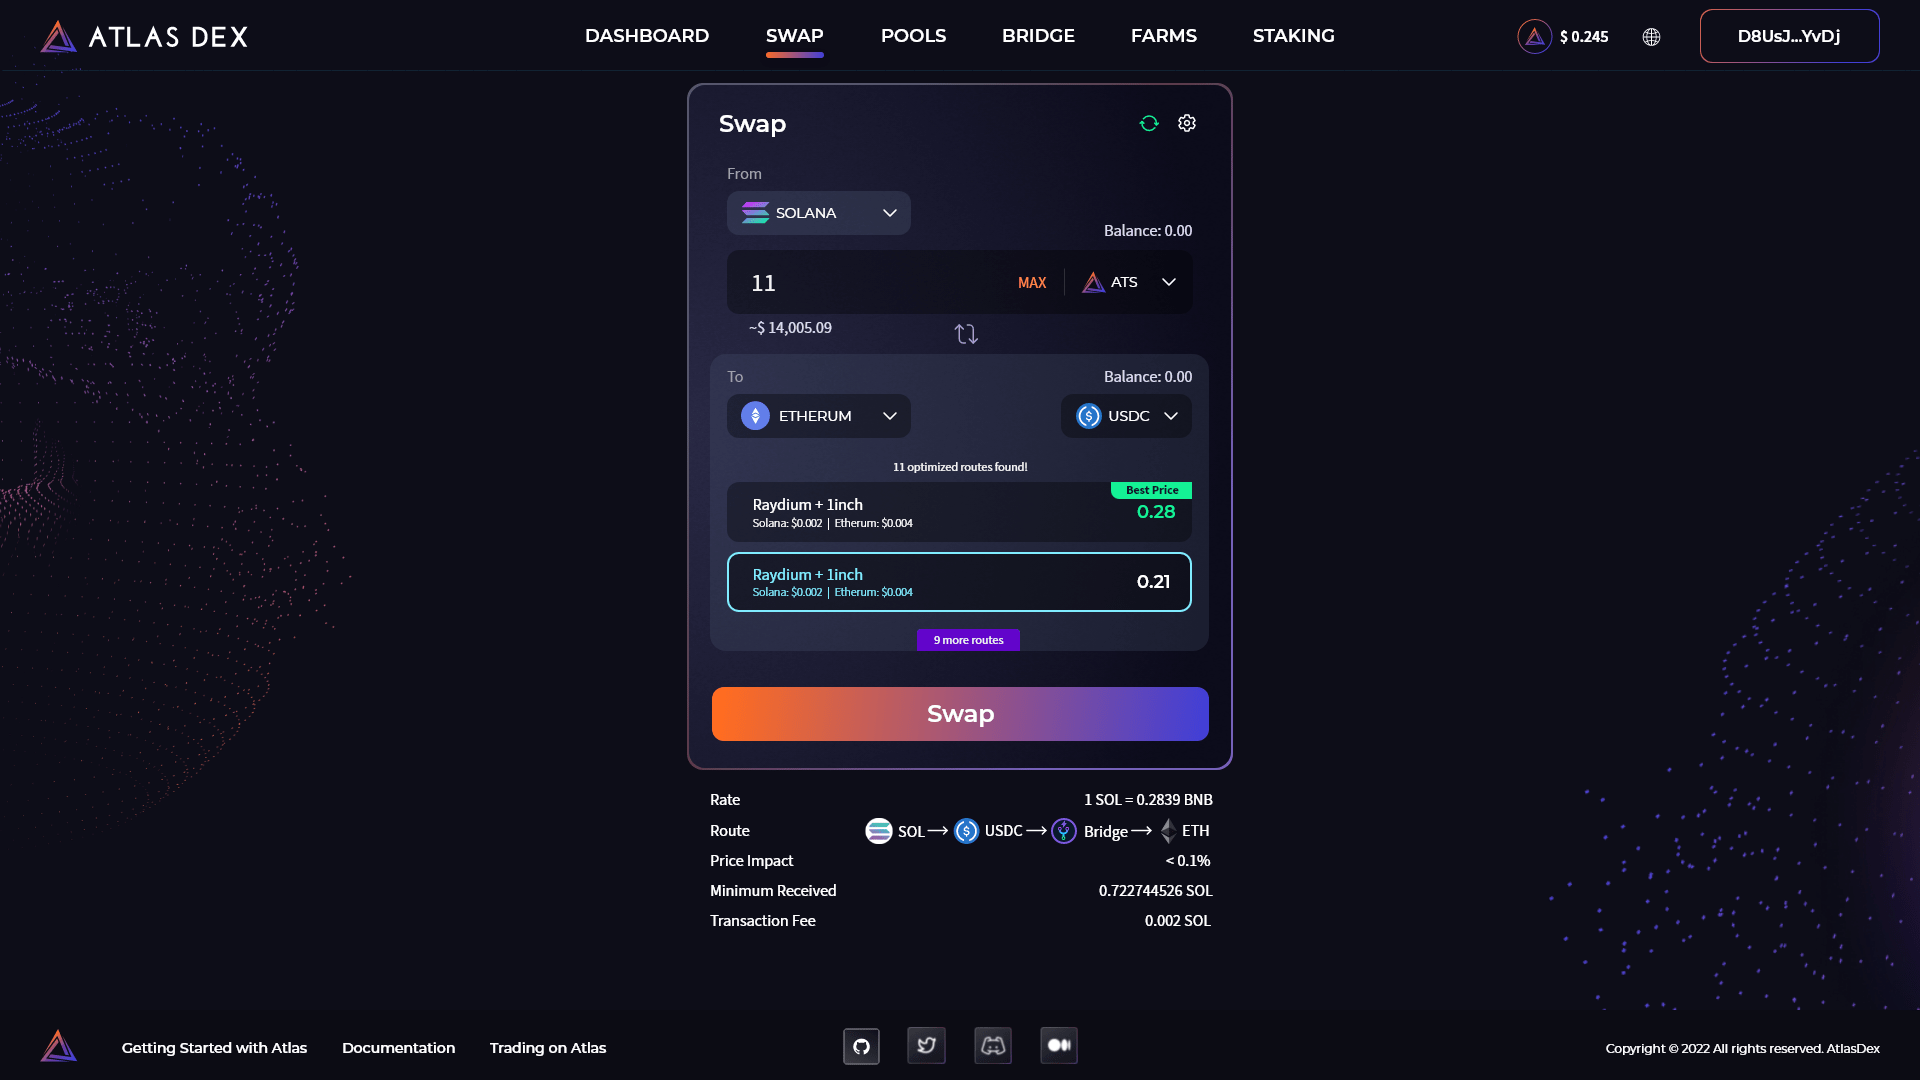 ATLAS DEX
DASHBOARD
SWAP
POOLS
BRIDGE
FARMS
STAKING
$ 0.245
D8UsJ...YvDj
Swap
From
SOLANA
Balance: 0.00
11
MAX
ATS
~$ 14,005.09
To
Balance: 0.00
ETHERUM
USDC
11 optimized routes found!
Best Price
Raydium + 1inch
0.28
Solana: $0.002 | Etherum: $0.004
Raydium + 1inch
0.21
Solana: $0.002 | Etherum: $0.004
9 more routes
Swap
Rate
1 SOL = 0.2839 BNB
Route
SOL
USDC
Bridge
ETH
Price Impact
< 0.1%
Minimum Received
0.722744526 SOL
Transaction Fee
0.002 SOL
Getting Started with Atlas
Documentation
Trading on Atlas
Copyright © 2022 All rights reserved. AtlasDex